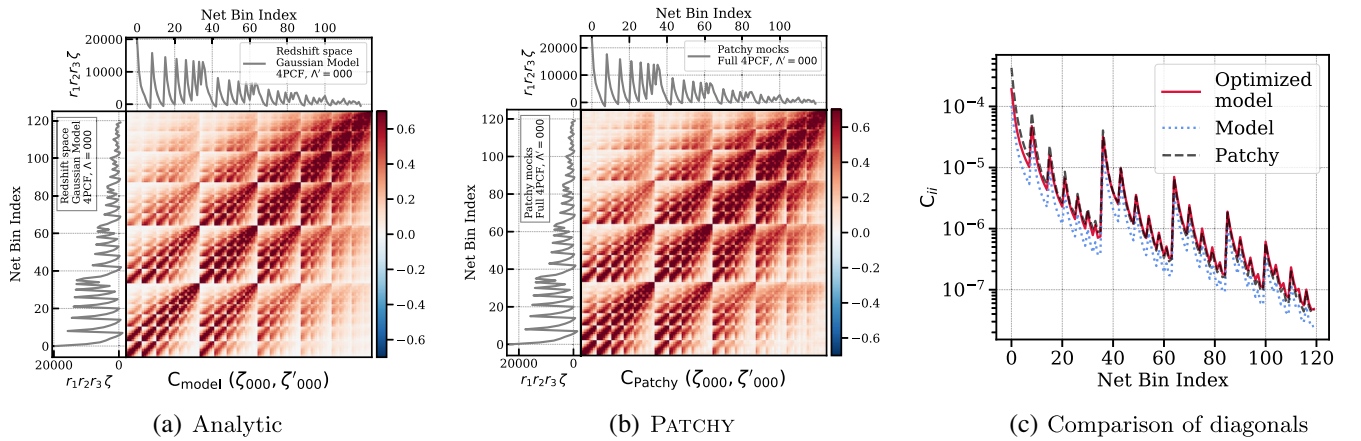 Net Bin Index
0 20 40 60 80 100
20000
10000
0
r₁r₂r₃ ζ
Redshift space
Gaussian Model
4PCF, Λ′ = 000
120
100
80
60
40
20
0
Net Bin Index
Redshift space
Gaussian Model
4PCF, Λ = 000
20000 0
r₁r₂r₃ ζ
C_model (ζ₀₀₀, ζ′₀₀₀)
0.6
0.4
0.2
0.0
−0.2
−0.4
−0.6
(a) Analytic
Net Bin Index
0 20 40 60 80 100
20000
10000
0
r₁r₂r₃ ζ
Patchy mocks
Full 4PCF, Λ′ = 000
120
100
80
60
40
20
0
Net Bin Index
Patchy mocks
Full 4PCF, Λ′ = 000
20000 0
r₁r₂r₃ ζ
C_Patchy (ζ₀₀₀, ζ′₀₀₀)
0.6
0.4
0.2
0.0
−0.2
−0.4
−0.6
(b) PATCHY
Optimized
model
Model
Patchy
10⁻⁴
10⁻⁵
10⁻⁶
10⁻⁷
C_ii
0 20 40 60 80 100 120
Net Bin Index
(c) Comparison of diagonals